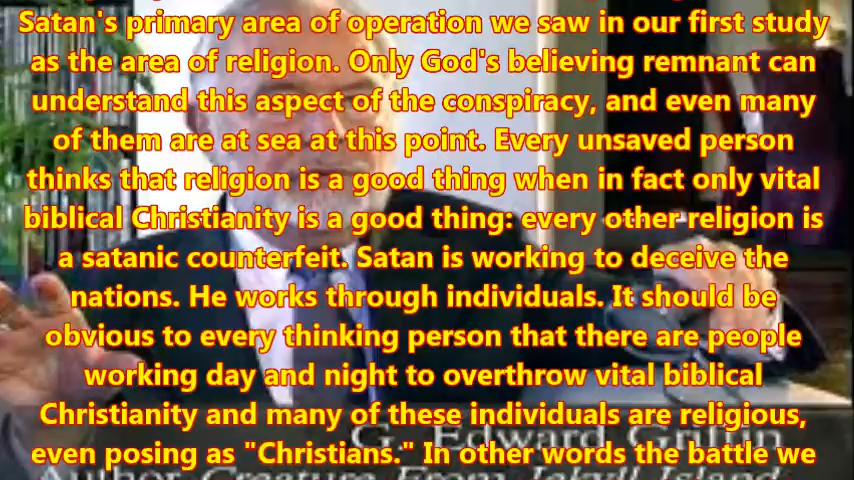 Satan's primary area of operation we saw in our first study
as the area of religion. Only God's believing remnant can
understand this aspect of the conspiracy, and even many
of them are at sea at this point. Every unsaved person
thinks that religion is a good thing when in fact only vital
biblical Christianity is a good thing: every other religion is
a satanic counterfeit. Satan is working to deceive the
nations. He works through individuals. It should be
obvious to every thinking person that there are people
working day and night to overthrow vital biblical
Christianity and many of these individuals are religious,
G. Edward Griffin
even posing as "Christians." In other words the battle we
Author, Creature From Jekyll Island